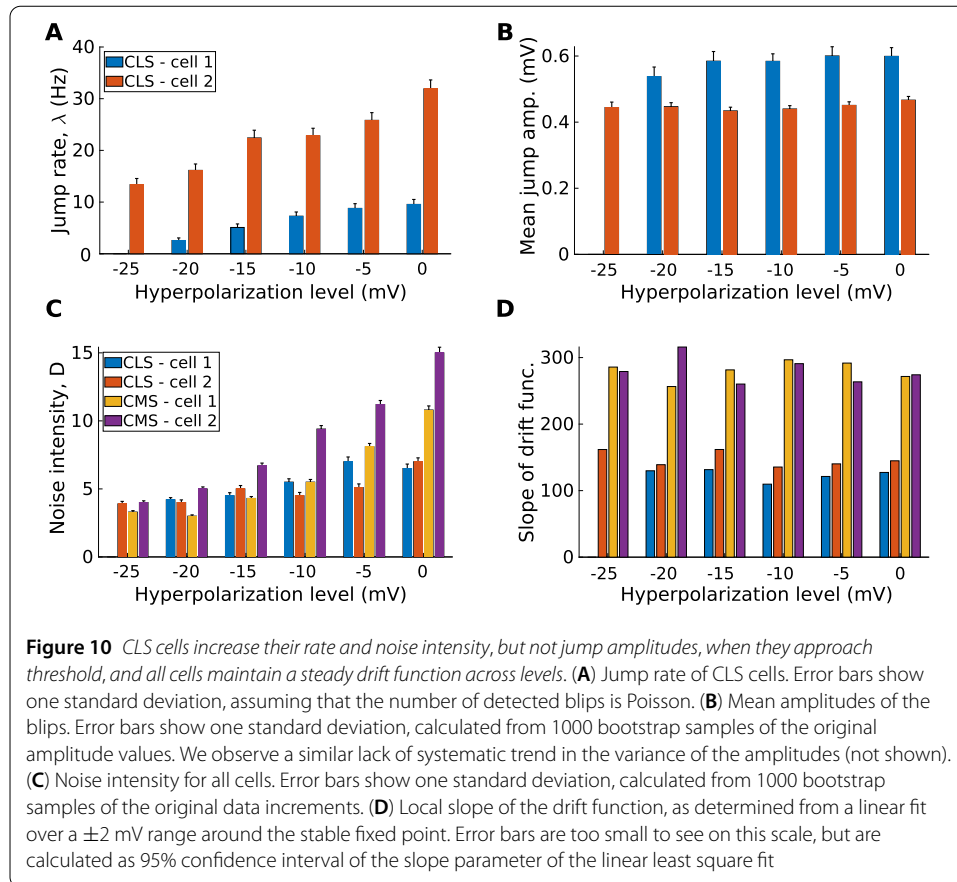 A
40
30
20
10
0
Jump rate, λ (Hz)
CLS - cell 1
CLS - cell 2
-25 -20 -15 -10 -5 0
Hyperpolarization level (mV)
B
0.6
0.4
0.2
0
Mean jump amp. (mV)
-25 -20 -15 -10 -5 0
Hyperpolarization level (mV)
C
15
10
5
0
Noise intensity, D
CLS - cell 1
CLS - cell 2
CMS - cell 1
CMS - cell 2
-25 -20 -15 -10 -5 0
Hyperpolarization level (mV)
D
300
200
100
0
Slope of drift func.
-25 -20 -15 -10 -5 0
Hyperpolarization level (mV)
Figure 10 CLS cells increase their rate and noise intensity, but not jump amplitudes, when they approach
threshold, and all cells maintain a steady drift function across levels. (A) Jump rate of CLS cells. Error bars show
one standard deviation, assuming that the number of detected blips is Poisson. (B) Mean amplitudes of the
blips. Error bars show one standard deviation, calculated from 1000 bootstrap samples of the original
amplitude values. We observe a similar lack of systematic trend in the variance of the amplitudes (not shown).
(C) Noise intensity for all cells. Error bars show one standard deviation, calculated from 1000 bootstrap
samples of the original data increments. (D) Local slope of the drift function, as determined from a linear fit
over a ±2 mV range around the stable fixed point. Error bars are too small to see on this scale, but are
calculated as 95% confidence interval of the slope parameter of the linear least square fit